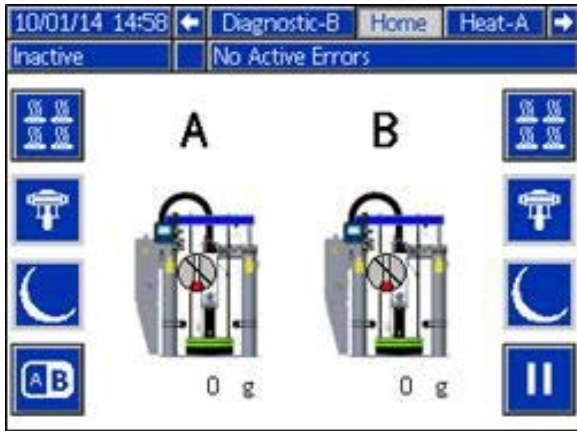 10/01/14 14:58 Diagnostic-B Home Heat-A
Inactive No Active Errors
A B
A B
0 g 0 g